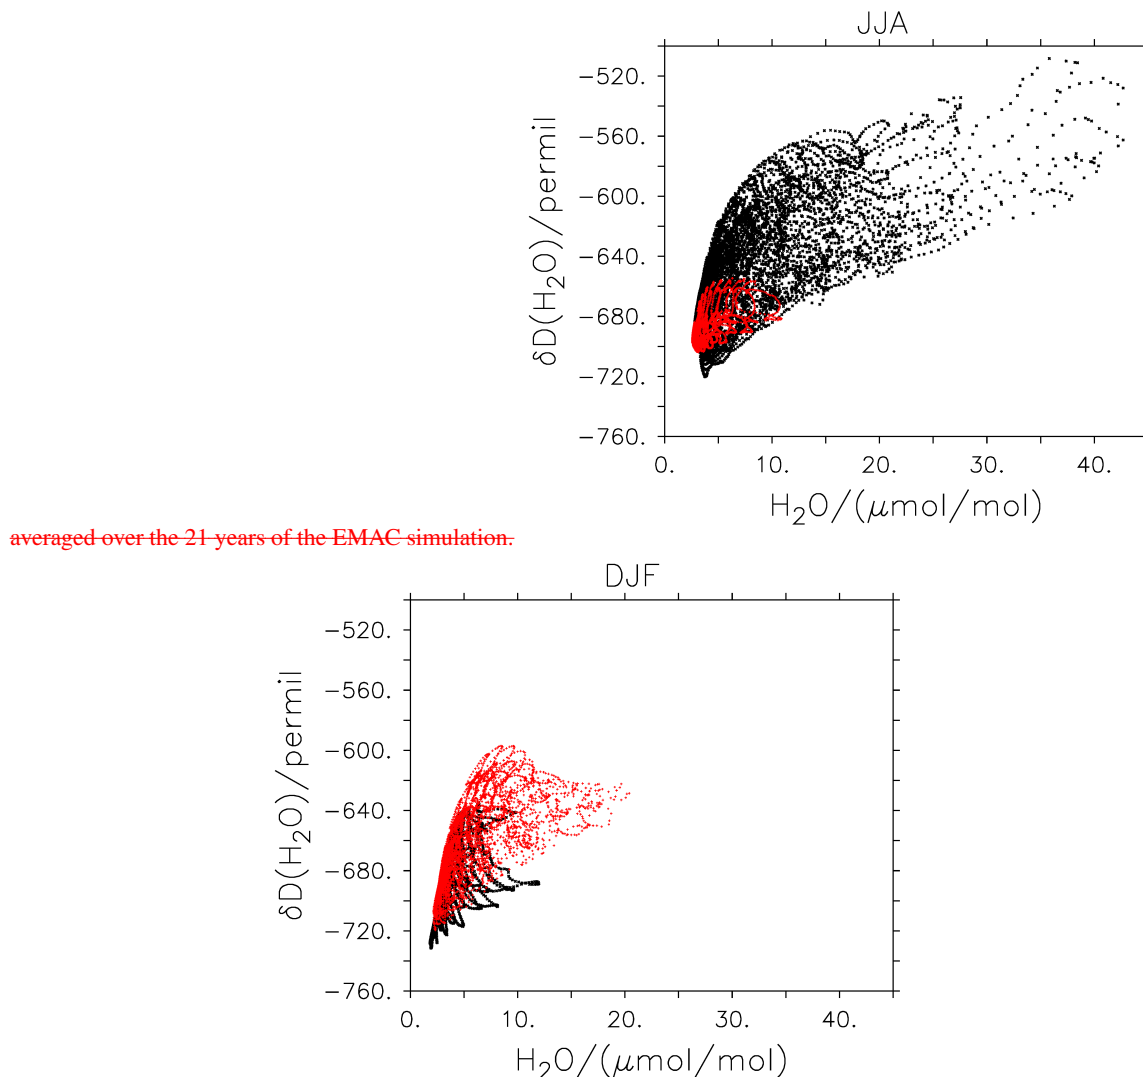 JJA
−520.
−560.
−600.
−640.
−680.
−720.
−760.
δD(H₂O)/permil
0. 10. 20. 30. 40.
H₂O/(μmol/mol)
averaged over the 21 years of the EMAC simulation.
DJF
−520.
−560.
−600.
−640.
−680.
−720.
−760.
δD(H₂O)/permil
0. 10. 20. 30. 40.
H₂O/(μmol/mol)